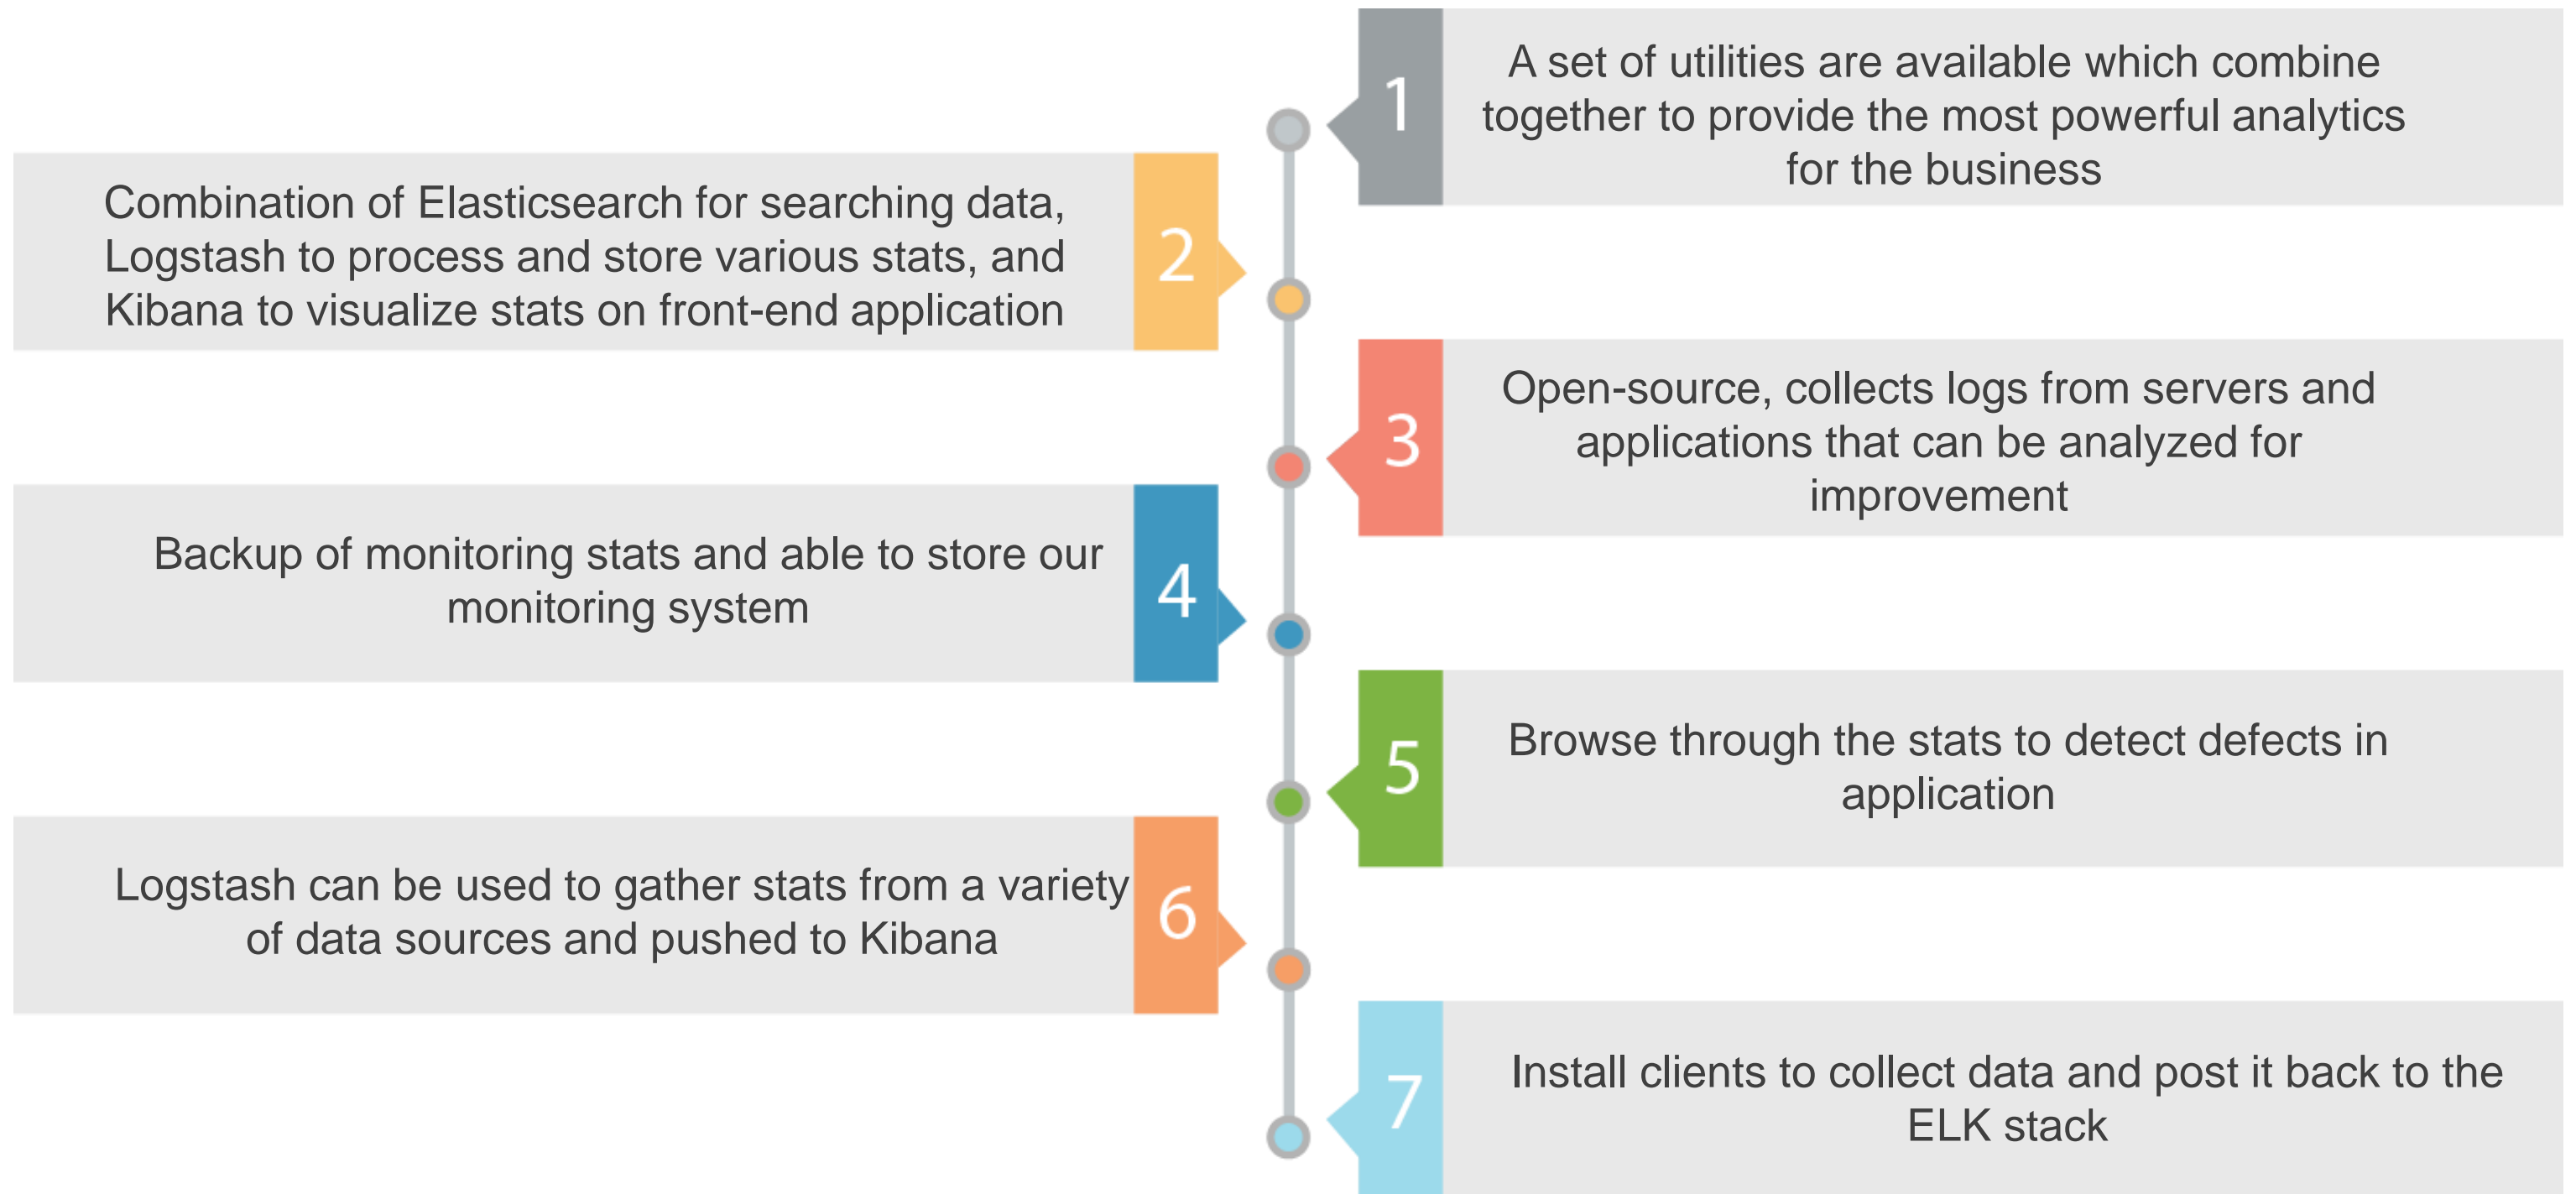 1
A set of utilities are available which combine
together to provide the most powerful analytics
for the business
2
Combination of Elasticsearch for searching data,
Logstash to process and store various stats, and
Kibana to visualize stats on front-end application
3
Open-source, collects logs from servers and
applications that can be analyzed for
improvement
4
Backup of monitoring stats and able to store our
monitoring system
5
Browse through the stats to detect defects in
application
6
Logstash can be used to gather stats from a variety
of data sources and pushed to Kibana
7
Install clients to collect data and post it back to the
ELK stack